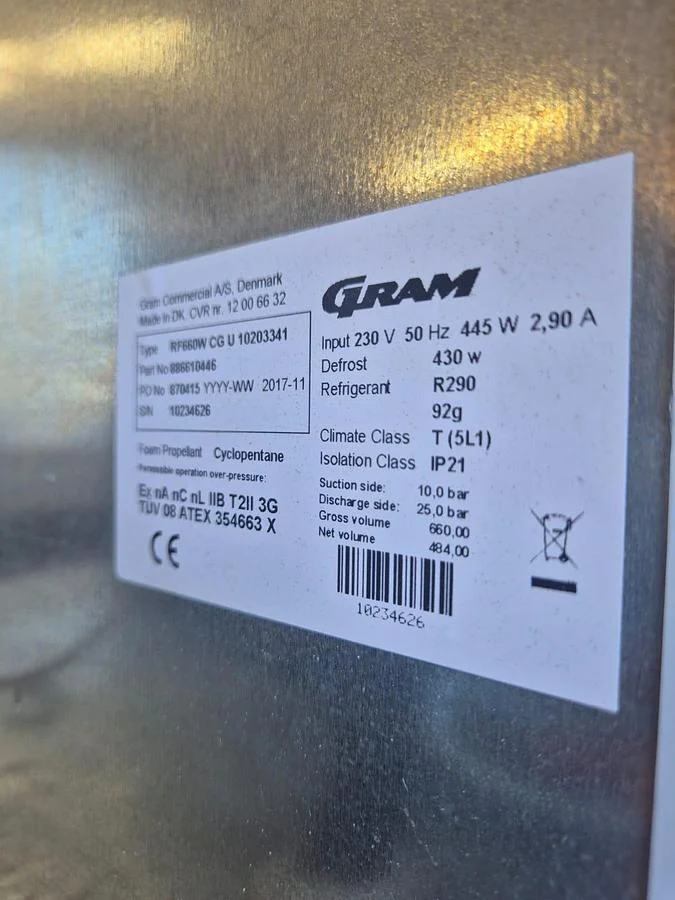 Gram Commercial A/S, Denmark
Made in DK CVR nr. 12 00 66 32
Type RF660W CG U 10203341
Part No 886610446
PO No 870415 YYYY-WW 2017-11
S/N 10234626
Foam Propellant Cyclopentane
Permissible operation over-pressure:
Ex nA nC nL IIB T2II 3G
TUV 08 ATEX 354663 X
CE
GRAM
Input 230 V 50 Hz 445 W 2,90 A
Defrost 430 w
Refrigerant R290
92g
Climate Class T (5L1)
Isolation Class IP21
Suction side: 10,0 bar
Discharge side: 25,0 bar
Gross volume 660,00
Net volume 484,00
10234626